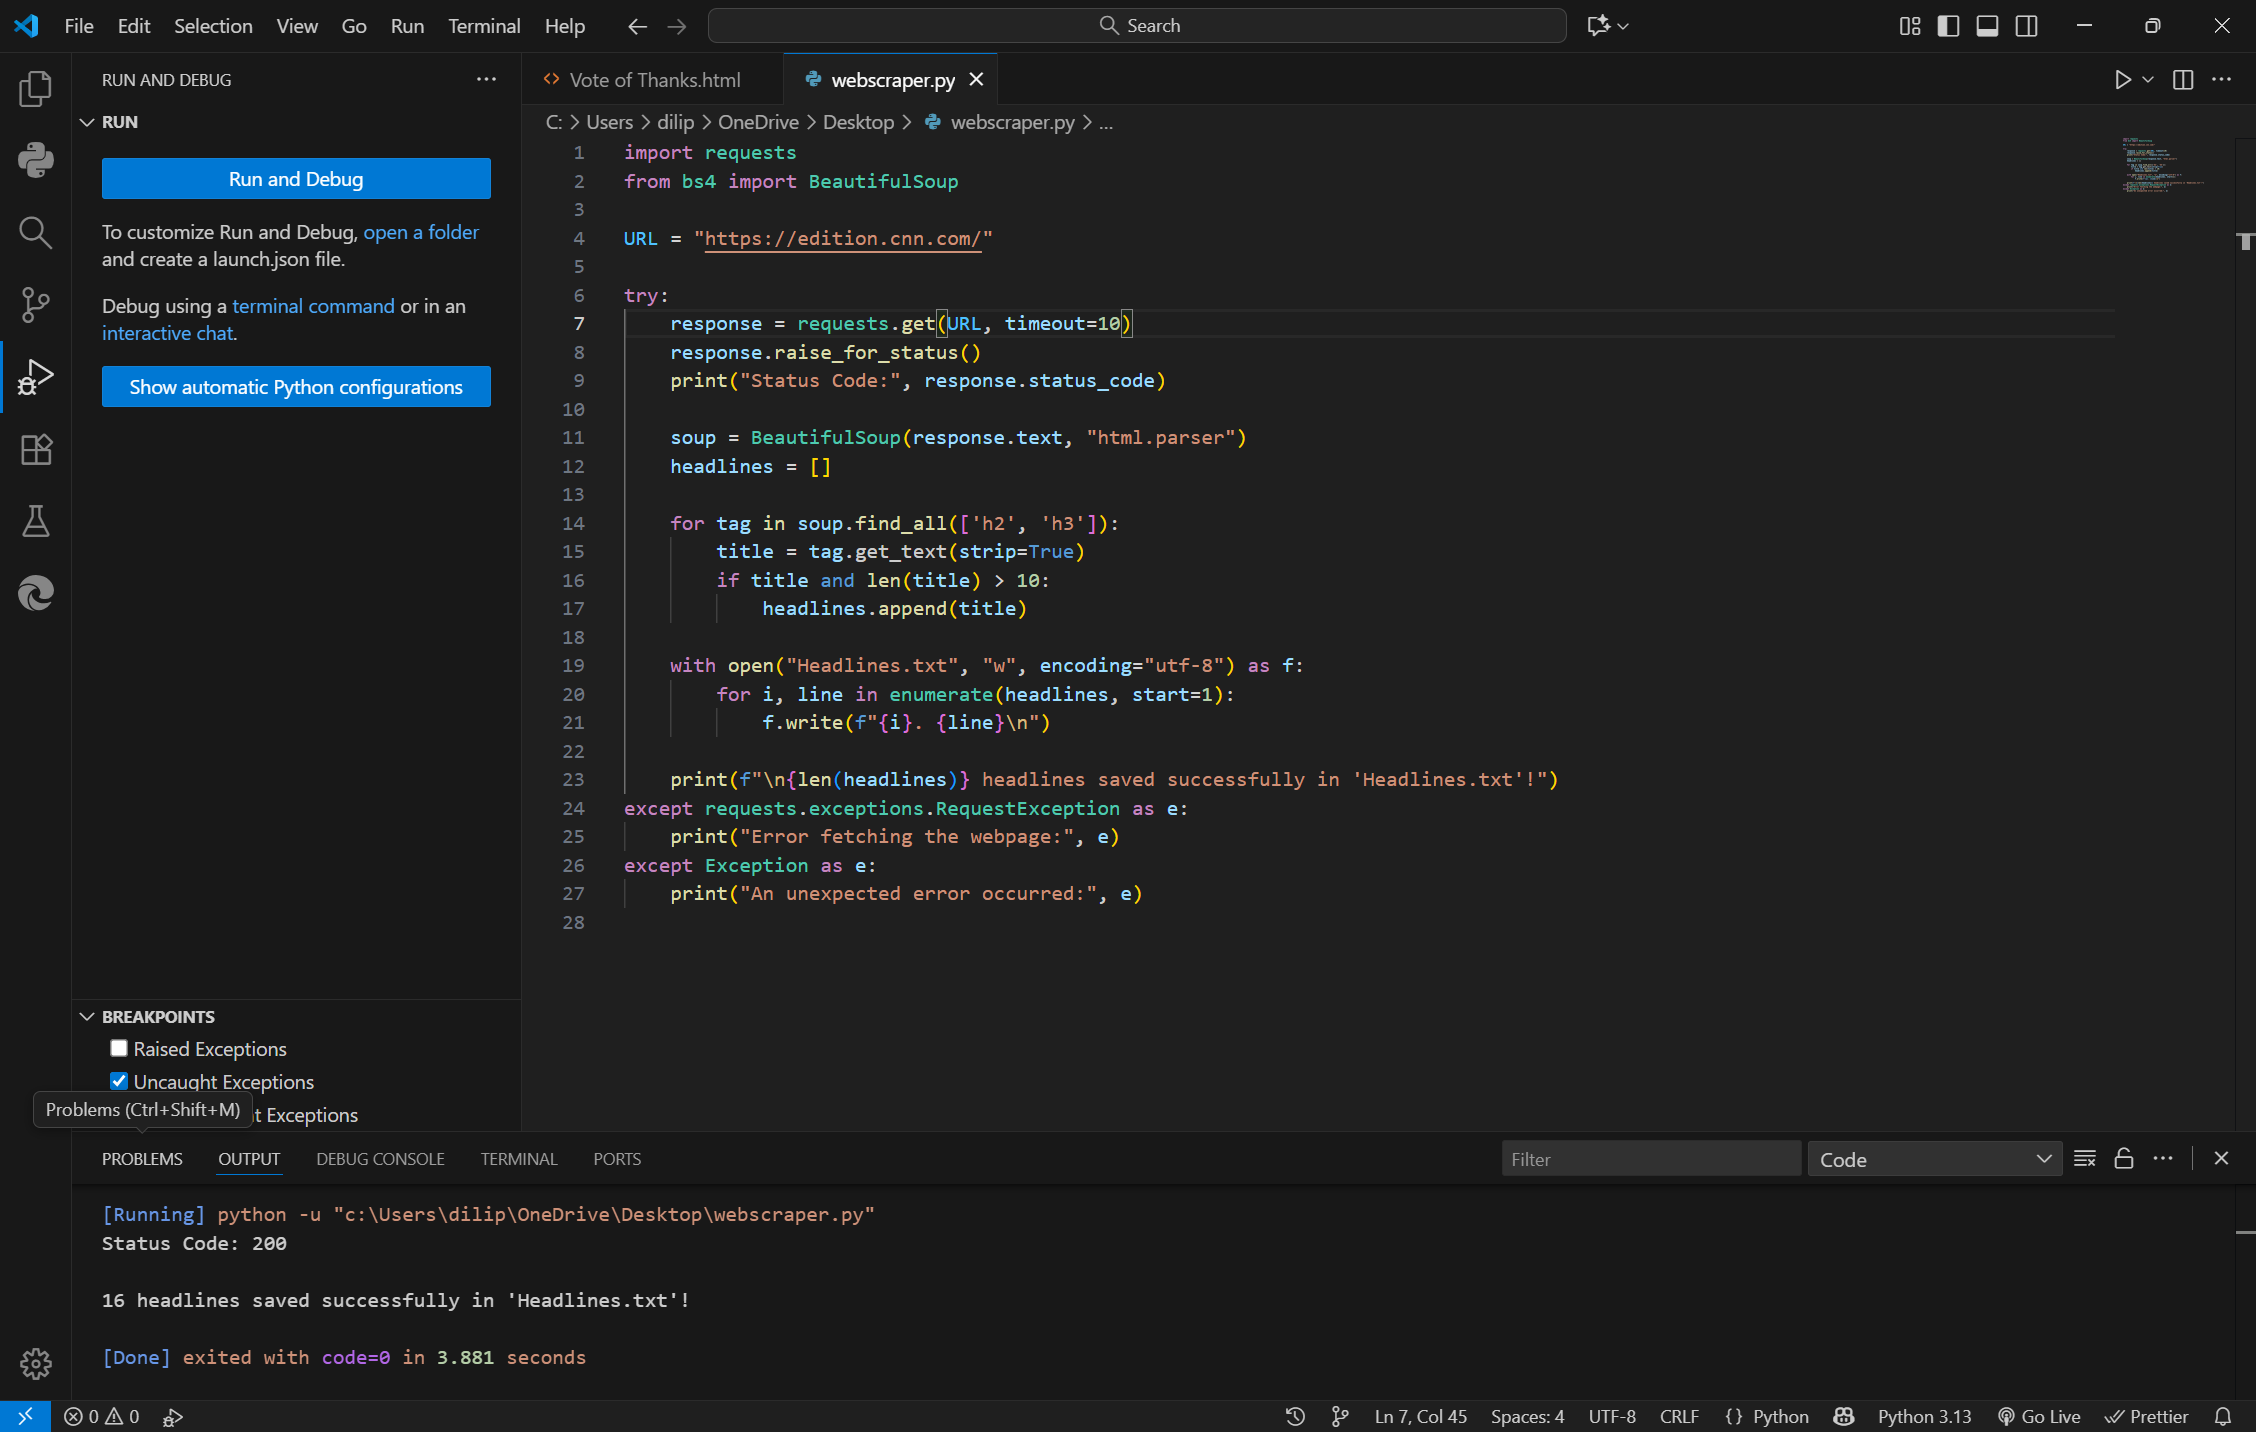 File Edit Selection View Go Run Terminal Help Search
RUN AND DEBUG
RUN
Run and Debug
To customize Run and Debug, open a folder
and create a launch.json file.
Debug using a terminal command or in an
interactive chat.
Show automatic Python configurations
BREAKPOINTS
Raised Exceptions
Uncaught Exceptions
Problems (Ctrl+Shift+M)
t Exceptions
Vote of Thanks.html webscraper.py
C: > Users > dilip > OneDrive > Desktop > webscraper.py > ...
1 import requests
2 from bs4 import BeautifulSoup
3
4 URL = "https://edition.cnn.com/"
5
6 try:
7     response = requests.get(URL, timeout=10)
8     response.raise_for_status()
9     print("Status Code:", response.status_code)
10
11     soup = BeautifulSoup(response.text, "html.parser")
12     headlines = []
13
14     for tag in soup.find_all(['h2', 'h3']):
15         title = tag.get_text(strip=True)
16         if title and len(title) > 10:
17             headlines.append(title)
18
19     with open("Headlines.txt", "w", encoding="utf-8") as f:
20         for i, line in enumerate(headlines, start=1):
21             f.write(f"{i}. {line}\n")
22
23     print(f"\n{len(headlines)} headlines saved successfully in 'Headlines.txt'!")
24 except requests.exceptions.RequestException as e:
25     print("Error fetching the webpage:", e)
26 except Exception as e:
27     print("An unexpected error occurred:", e)
28
PROBLEMS OUTPUT DEBUG CONSOLE TERMINAL PORTS Filter Code
[Running] python -u "c:\Users\dilip\OneDrive\Desktop\webscraper.py"
Status Code: 200
16 headlines saved successfully in 'Headlines.txt'!
[Done] exited with code=0 in 3.881 seconds
0 0 Ln 7, Col 45 Spaces: 4 UTF-8 CRLF {} Python Python 3.13 Go Live Prettier